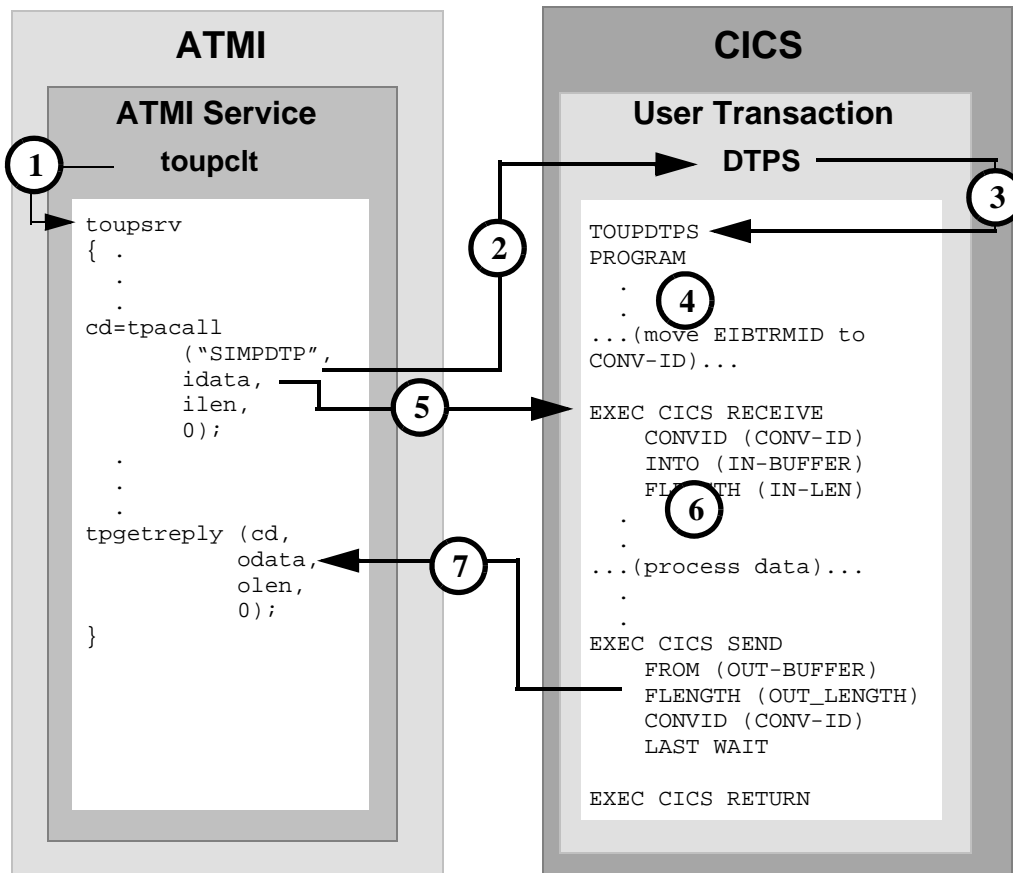 ATMI
ATMI Service
toupclt
1
toupsrv
{ .
.
.
cd=tpacall
(“SIMPDTP”,
idata,
ilen,
0);
.
.
.
tpgetreply (cd,
odata,
olen,
0);
}
2
5
7
CICS
User Transaction
DTPS
3
TOUPDTPS
PROGRAM
.
4
.
...(move EIBTRMID to
CONV-ID)...
EXEC CICS RECEIVE
CONVID (CONV-ID)
INTO (IN-BUFFER)
FLENGTH (IN-LEN)
6
.
.
...(process data)...
.
.
EXEC CICS SEND
FROM (OUT-BUFFER)
FLENGTH (OUT_LENGTH)
CONVID (CONV-ID)
LAST WAIT
EXEC CICS RETURN